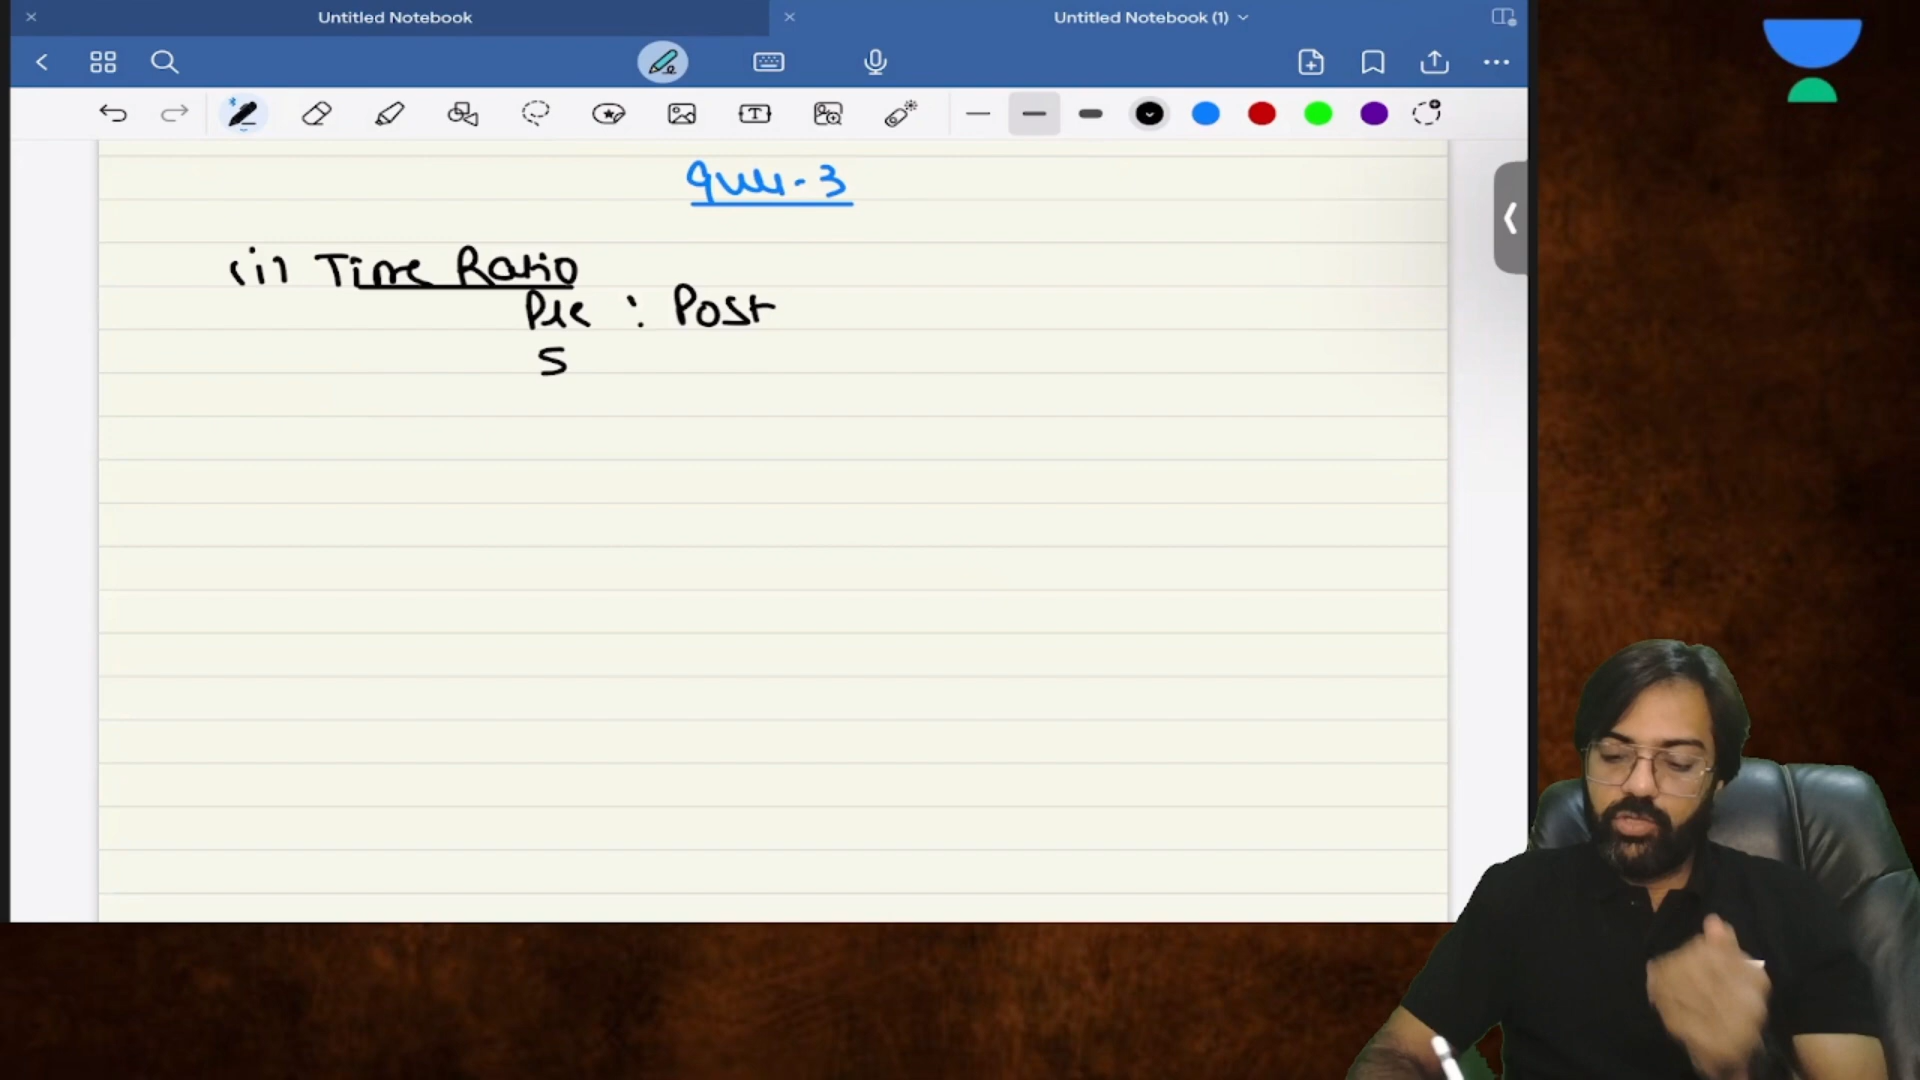 Untitled Notebook
Untitled Notebook (1)
Ques-3
(i) Time Ratio
Pre : Post
5